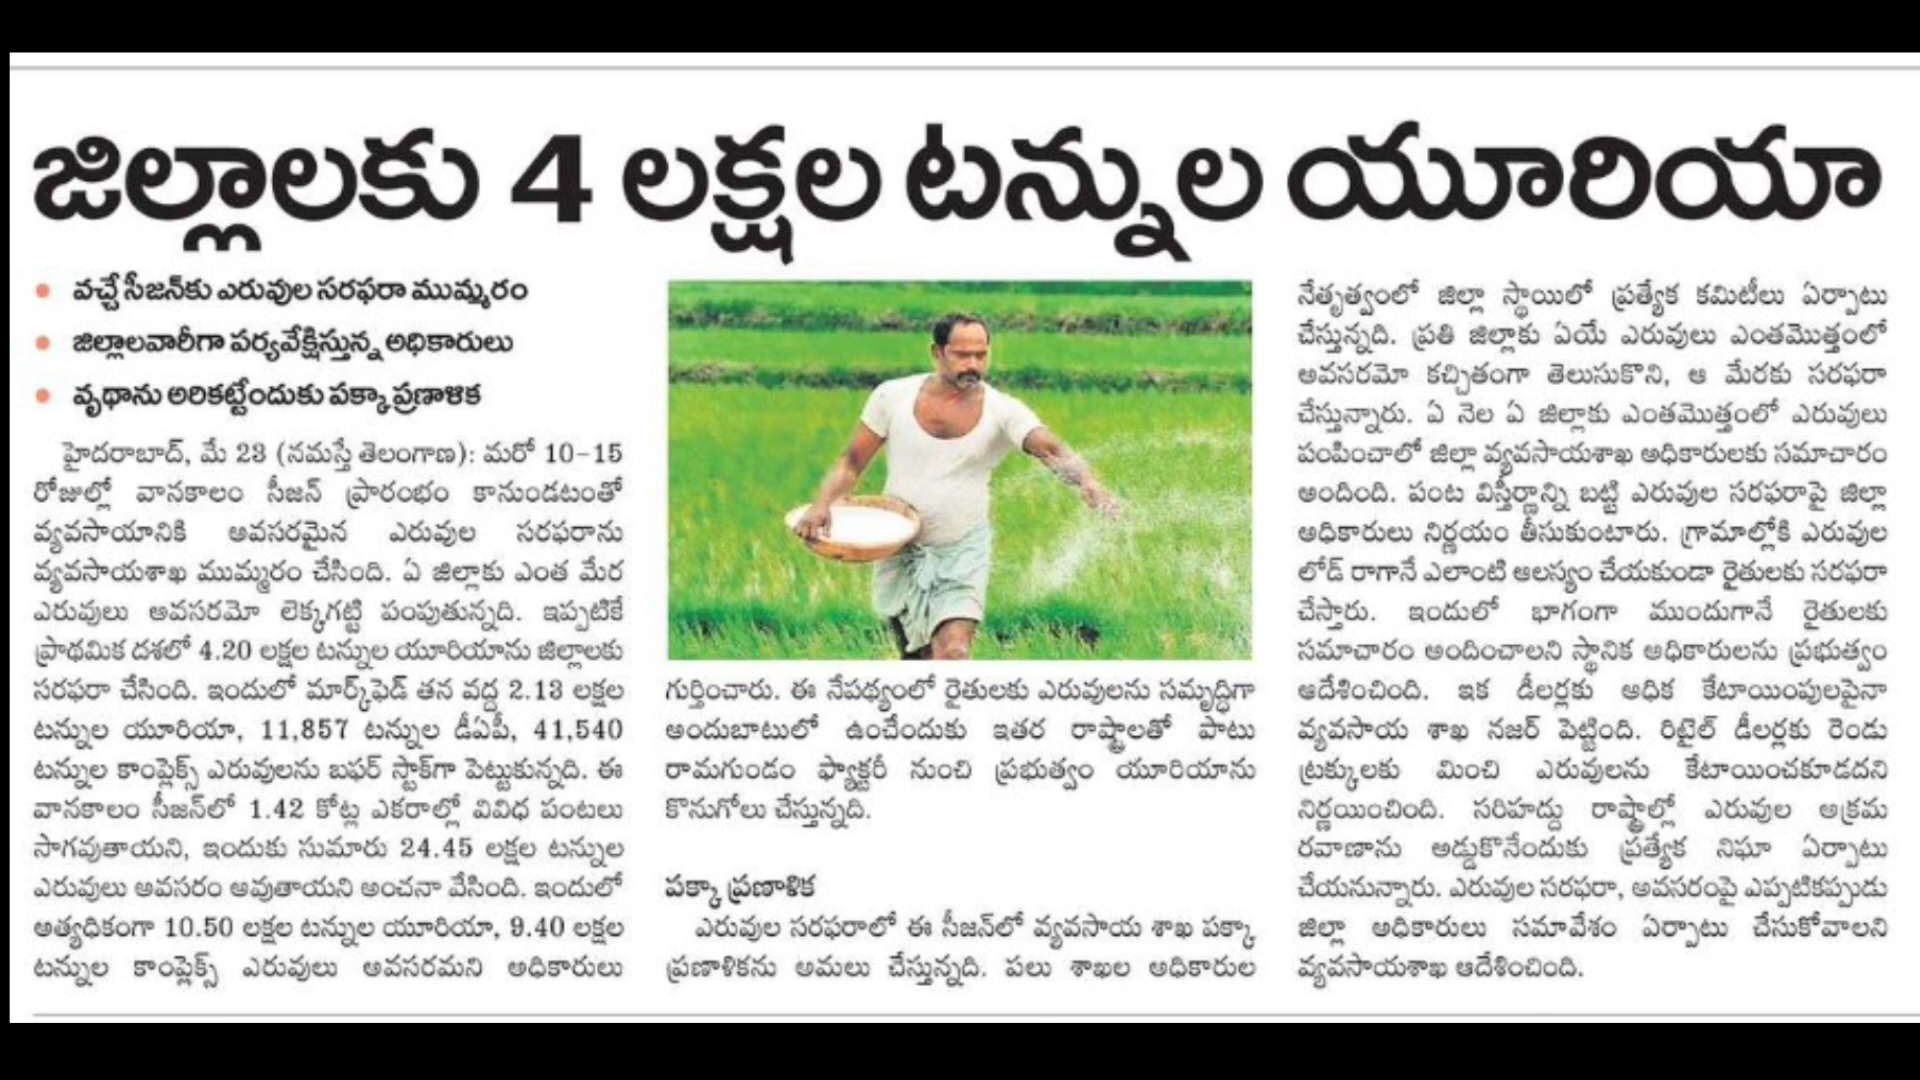 జిల్లాలకు 4 లక్షల టన్నుల యూరియా
• వచ్చే సీజన్‌కు ఎరువుల సరఫరా ముమ్మరం
• జిల్లాలవారీగా పర్యవేక్షిస్తున్న అధికారులు
• వృథాను అరికట్టేందుకు పక్కా ప్రణాళిక
హైదరాబాద్, మే 23 (నమస్తే తెలంగాణ): మరో 10-15
రోజుల్లో వానకాలం సీజన్ ప్రారంభం కానుండటంతో
వ్యవసాయానికి అవసరమైన ఎరువుల సరఫరాను
వ్యవసాయశాఖ ముమ్మరం చేసింది. ఏ జిల్లాకు ఎంత మేర
ఎరువులు అవసరమో లెక్కగట్టి పంపుతున్నది. ఇప్పటికే
ప్రాథమిక దశలో 4.20 లక్షల టన్నుల యూరియాను జిల్లాలకు
సరఫరా చేసింది. ఇందులో మార్క్‌ఫెడ్ తన వద్ద 2.13 లక్షల
టన్నుల యూరియా, 11,857 టన్నుల డీఏపీ, 41,540
టన్నుల కాంప్లెక్స్ ఎరువులను బఫర్ స్టాక్‌గా పెట్టుకున్నది. ఈ
వానకాలం సీజన్‌లో 1.42 కోట్ల ఎకరాల్లో వివిధ పంటలు
సాగవుతాయని, ఇందుకు సుమారు 24.45 లక్షల టన్నుల
ఎరువులు అవసరం అవుతాయని అంచనా వేసింది. ఇందులో
అత్యధికంగా 10.50 లక్షల టన్నుల యూరియా, 9.40 లక్షల
టన్నుల కాంప్లెక్స్ ఎరువులు అవసరమని అధికారులు
గుర్తించారు. ఈ నేపథ్యంలో రైతులకు ఎరువులను సమృద్ధిగా
అందుబాటులో ఉంచేందుకు ఇతర రాష్ట్రాలతో పాటు
రామగుండం ఫ్యాక్టరీ నుంచి ప్రభుత్వం యూరియాను
కొనుగోలు చేస్తున్నది.
పక్కా ప్రణాళిక
ఎరువుల సరఫరాలో ఈ సీజన్‌లో వ్యవసాయ శాఖ పక్కా
ప్రణాళికను అమలు చేస్తున్నది. పలు శాఖల అధికారుల
నేతృత్వంలో జిల్లా స్థాయిలో ప్రత్యేక కమిటీలు ఏర్పాటు
చేస్తున్నది. ప్రతి జిల్లాకు ఏయే ఎరువులు ఎంతమొత్తంలో
అవసరమో కచ్చితంగా తెలుసుకొని, ఆ మేరకు సరఫరా
చేస్తున్నారు. ఏ నెల ఏ జిల్లాకు ఎంతమొత్తంలో ఎరువులు
పంపించాలో జిల్లా వ్యవసాయశాఖ అధికారులకు సమాచారం
అందింది. పంట విస్తీర్ణాన్ని బట్టి ఎరువుల సరఫరాపై జిల్లా
అధికారులు నిర్ణయం తీసుకుంటారు. గ్రామాల్లోకి ఎరువుల
లోడ్ రాగానే ఎలాంటి ఆలస్యం చేయకుండా రైతులకు సరఫరా
చేస్తారు. ఇందులో భాగంగా ముందుగానే రైతులకు
సమాచారం అందించాలని స్థానిక అధికారులను ప్రభుత్వం
ఆదేశించింది. ఇక డీలర్లకు అధిక కేటాయింపులపైనా
వ్యవసాయ శాఖ నజర్ పెట్టింది. రిటైల్ డీలర్లకు రెండు
ట్రక్కులకు మించి ఎరువులను కేటాయించకూడదని
నిర్ణయించింది. సరిహద్దు రాష్ట్రాల్లో ఎరువుల అక్రమ
రవాణాను అడ్డుకొనేందుకు ప్రత్యేక నిఘా ఏర్పాటు
చేయనున్నారు. ఎరువుల సరఫరా, అవసరంపై ఎప్పటికప్పుడు
జిల్లా అధికారులు సమావేశం ఏర్పాటు చేసుకోవాలని
వ్యవసాయశాఖ ఆదేశించింది.